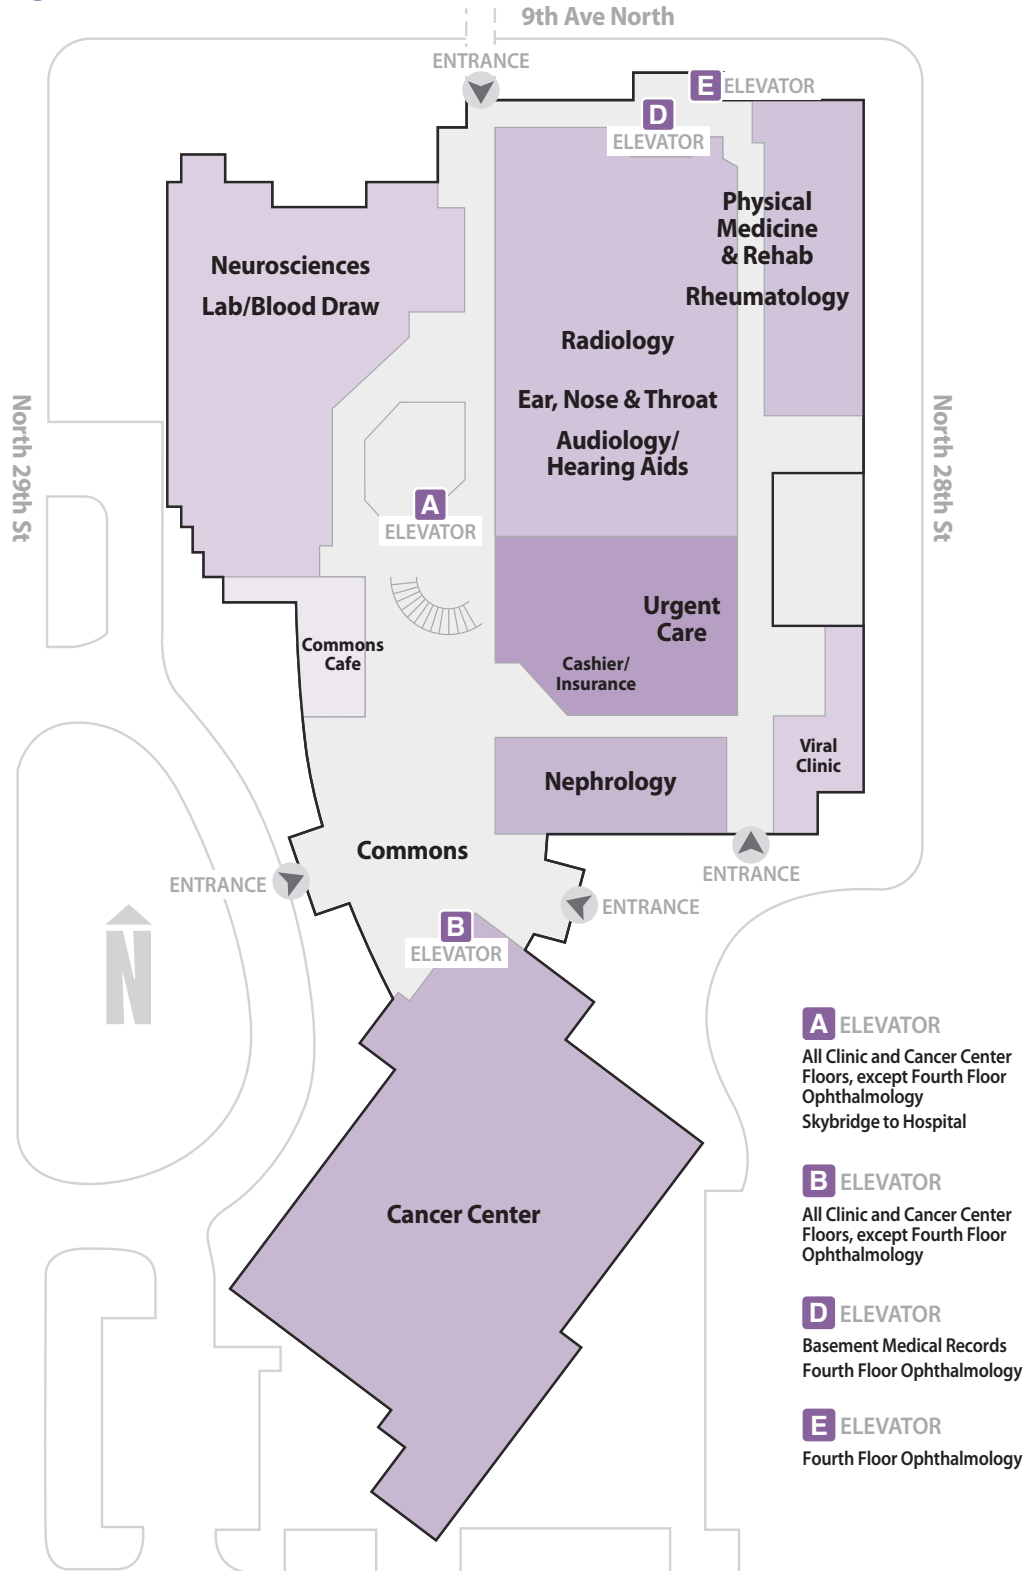 9th Ave North
ENTRANCE
E ELEVATOR
D
ELEVATOR
Physical
Medicine
& Rehab
Rheumatology
Neurosciences
Lab/Blood Draw
Radiology
Ear, Nose & Throat
Audiology/
Hearing Aids
North 29th St
North 28th St
A
ELEVATOR
Urgent
Care
Cashier/
Insurance
Commons
Cafe
Viral
Clinic
Nephrology
Commons
ENTRANCE
ENTRANCE
ENTRANCE
B
ELEVATOR
N
Cancer Center
A ELEVATOR
All Clinic and Cancer Center
Floors, except Fourth Floor
Ophthalmology
Skybridge to Hospital
B ELEVATOR
All Clinic and Cancer Center
Floors, except Fourth Floor
Ophthalmology
D ELEVATOR
Basement Medical Records
Fourth Floor Ophthalmology
E ELEVATOR
Fourth Floor Ophthalmology